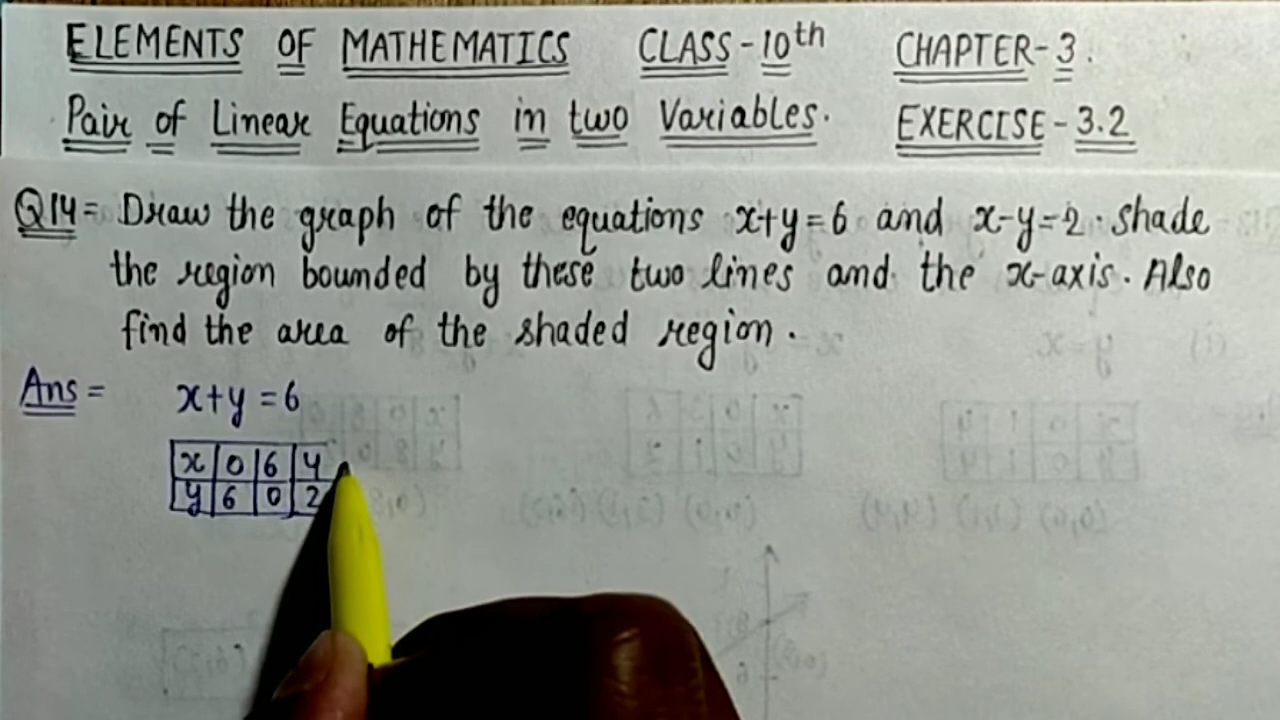 ELEMENTS OF MATHEMATICS CLASS-10th CHAPTER-3.
Pair of Linear Equations in two Variables. EXERCISE-3.2
Q14= Draw the graph of the equations x+y=6 and x-y=2. shade
the region bounded by these two lines and the x-axis. Also
find the area of the shaded region.
Ans= x+y=6
x 0 6 4
y 6 0 2